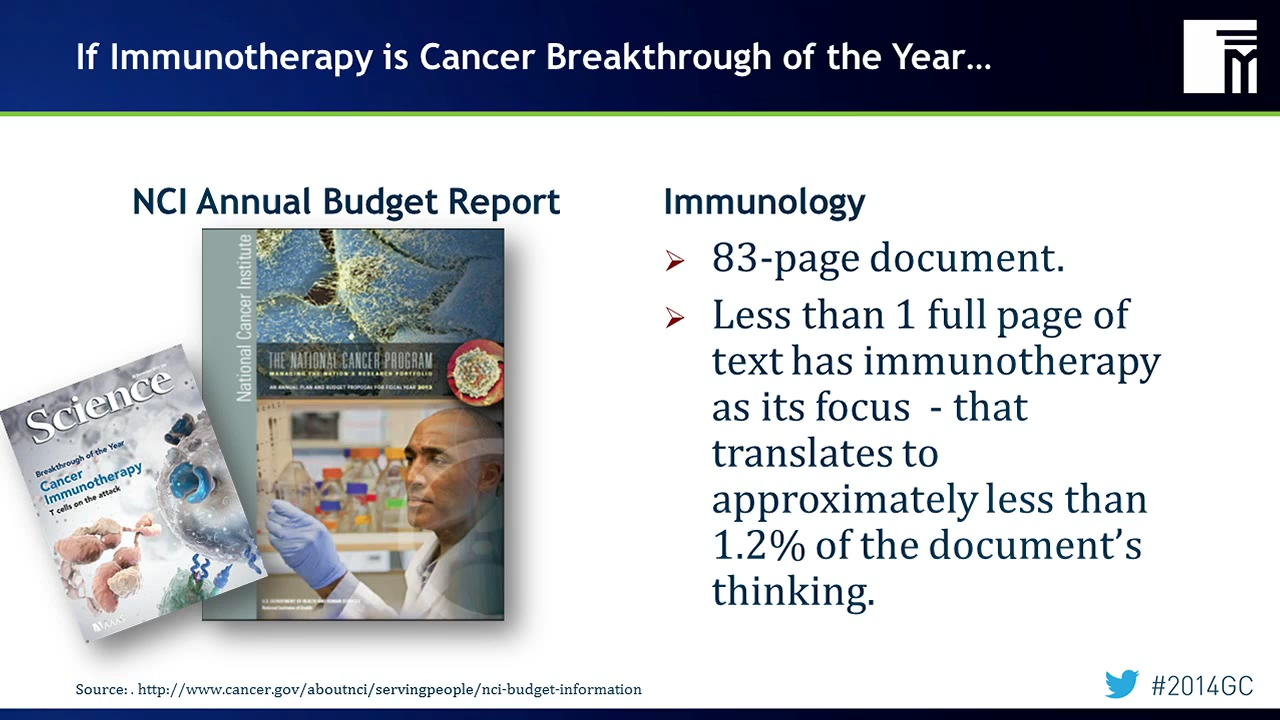 If Immunotherapy is Cancer Breakthrough of the Year…
NCI Annual Budget Report
Immunology
➢ 83-page document.
➢ Less than 1 full page of
text has immunotherapy
as its focus  - that
translates to
approximately less than
1.2% of the document’s
thinking.
National Cancer Institute
THE NATIONAL CANCER PROGRAM
MANAGING THE NATION'S RESEARCH PORTFOLIO
AN ANNUAL PLAN AND BUDGET PROPOSAL FOR FISCAL YEAR 2013
U.S. DEPARTMENT OF HEALTH AND HUMAN SERVICES
National Institutes of Health
Science
Breakthrough of the Year
Cancer
Immunotherapy
T cells on the attack
AAAS
Source: . http://www.cancer.gov/aboutnci/servingpeople/nci-budget-information
#2014GC